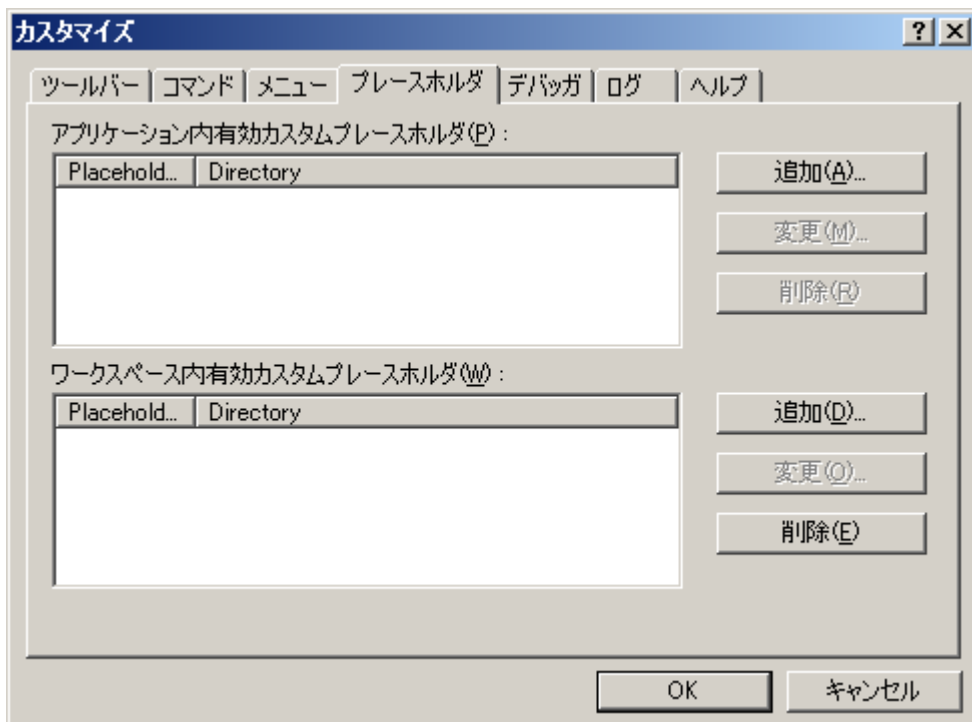 カスタマイズ
ツールバー コマンド メニュー プレースホルダ デバッガ ログ ヘルプ
アプリケーション内有効カスタムプレースホルダ(P) :
Placehold... Directory
追加(A)...
変更(M)...
削除(R)
ワークスペース内有効カスタムプレースホルダ(W) :
Placehold... Directory
追加(D)...
変更(O)...
削除(E)
OK キャンセル